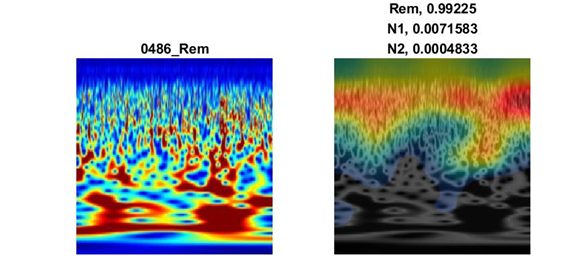 0486_Rem
Rem, 0.99225
N1, 0.0071583
N2, 0.0004833